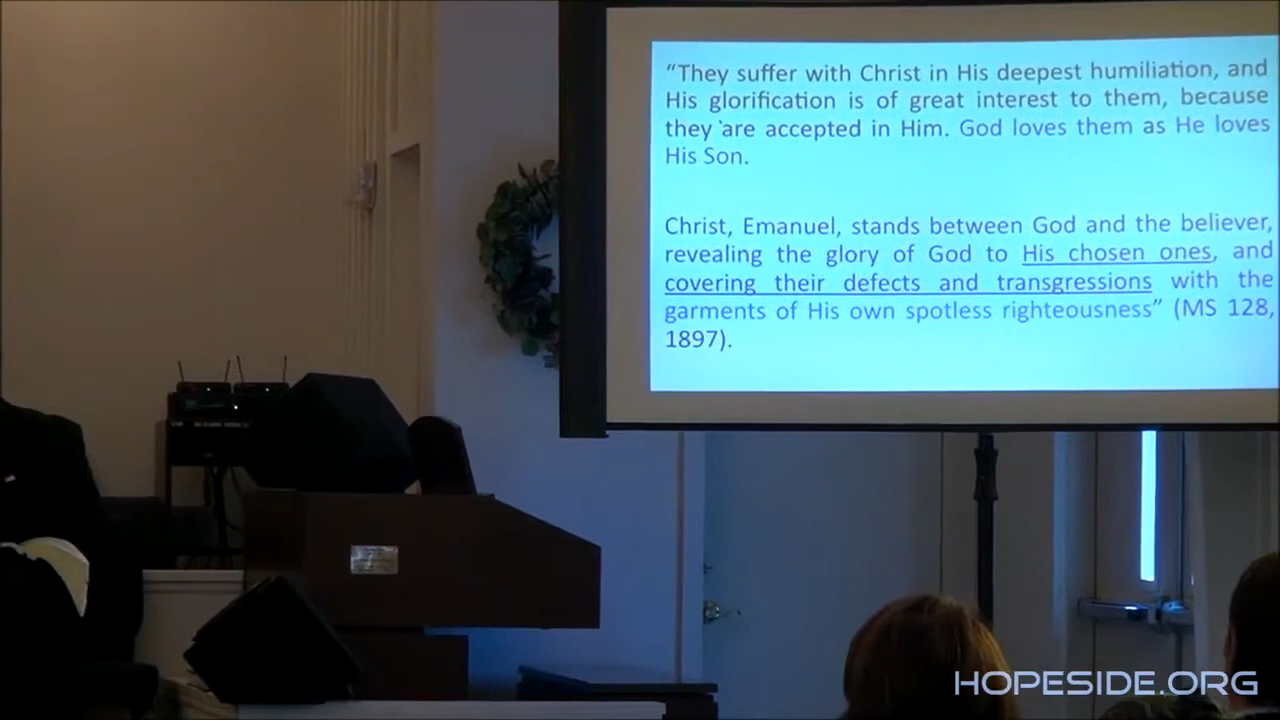 “They suffer with Christ in His deepest humiliation, and
His glorification is of great interest to them, because
they are accepted in Him. God loves them as He loves
His Son.
Christ, Emanuel, stands between God and the believer,
revealing the glory of God to His chosen ones, and
covering their defects and transgressions with the
garments of His own spotless righteousness” (MS 128,
1897).
HOPESIDE.ORG